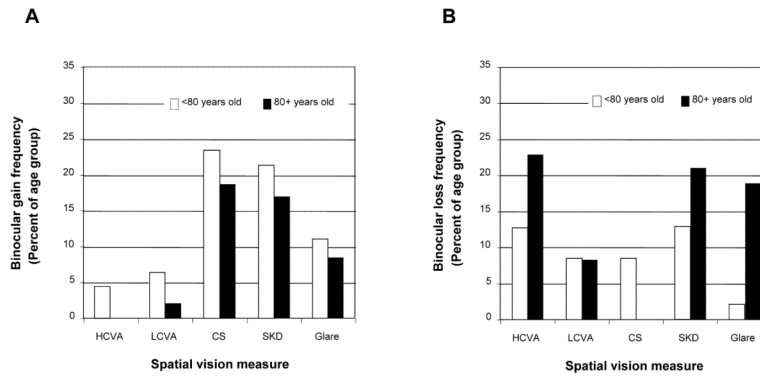 A
Binocular gain frequency
(Percent of age group)
35
30
25
20
15
10
5
0
<80 years old
80+ years old
HCVA LCVA CS SKD Glare
Spatial vision measure
B
Binocular loss frequency
(Percent of age group)
35
30
25
20
15
10
5
0
<80 years old
80+ years old
HCVA LCVA CS SKD Glare
Spatial vision measure